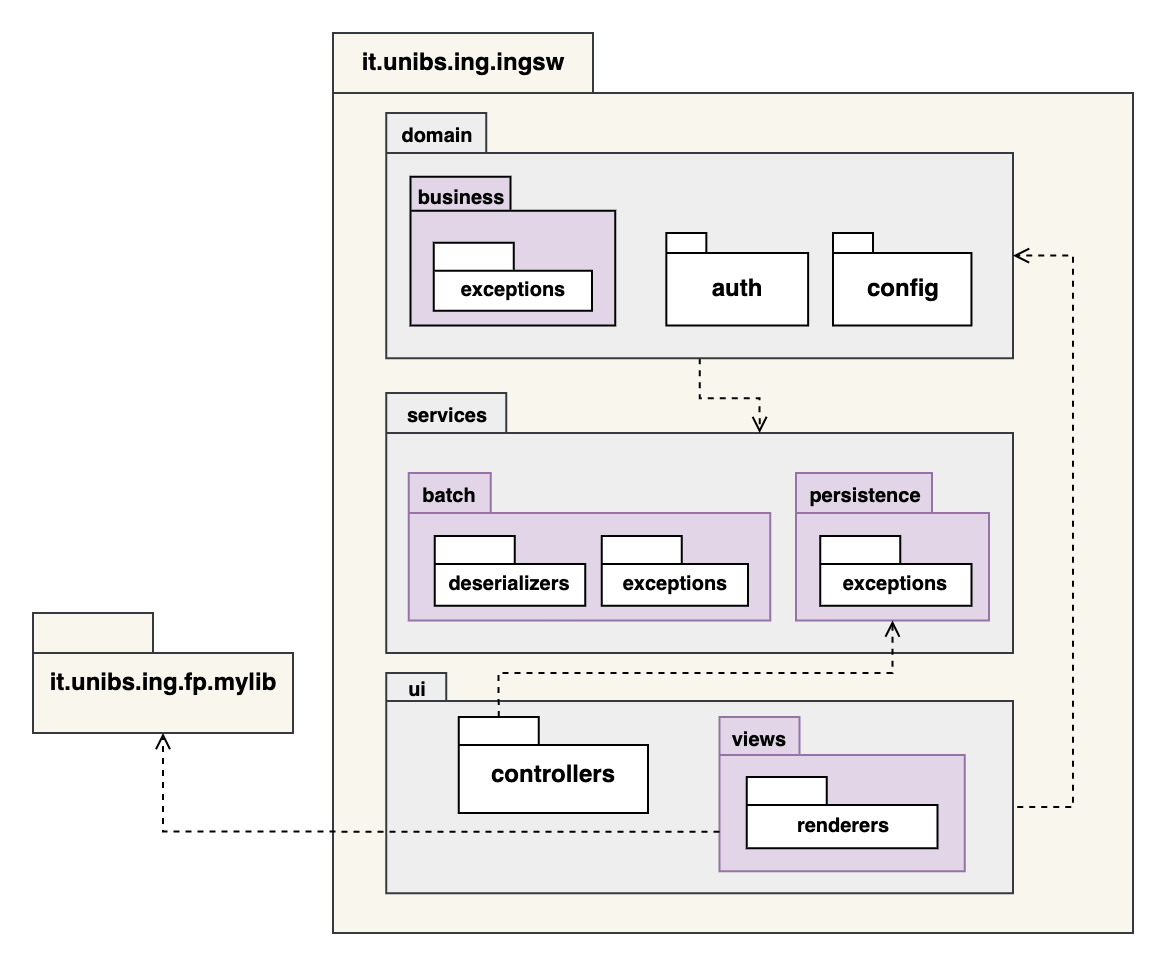 it.unibs.ing.ingsw
domain
business
exceptions
auth
config
services
batch
deserializers
exceptions
persistence
exceptions
it.unibs.ing.fp.mylib
ui
controllers
views
renderers